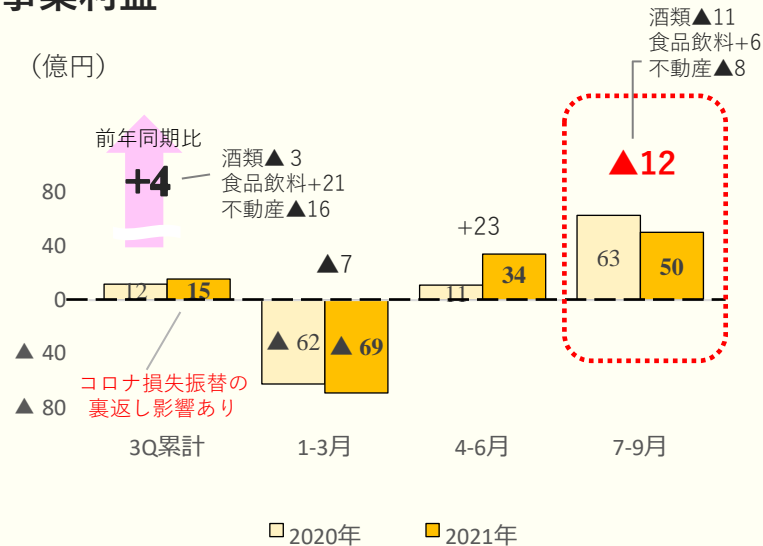 事業利益
(億円)
酒類▲11
食品飲料+6
不動産▲8
前年同期比
+4
酒類▲ 3
食品飲料+21
不動産▲16
▲12
+23
▲7
80
40
0
▲ 40
▲ 80
12
15
▲ 62
▲ 69
11
34
63
50
コロナ損失振替の
裏返し影響あり
3Q累計
1-3月
4-6月
7-9月
2020年
2021年